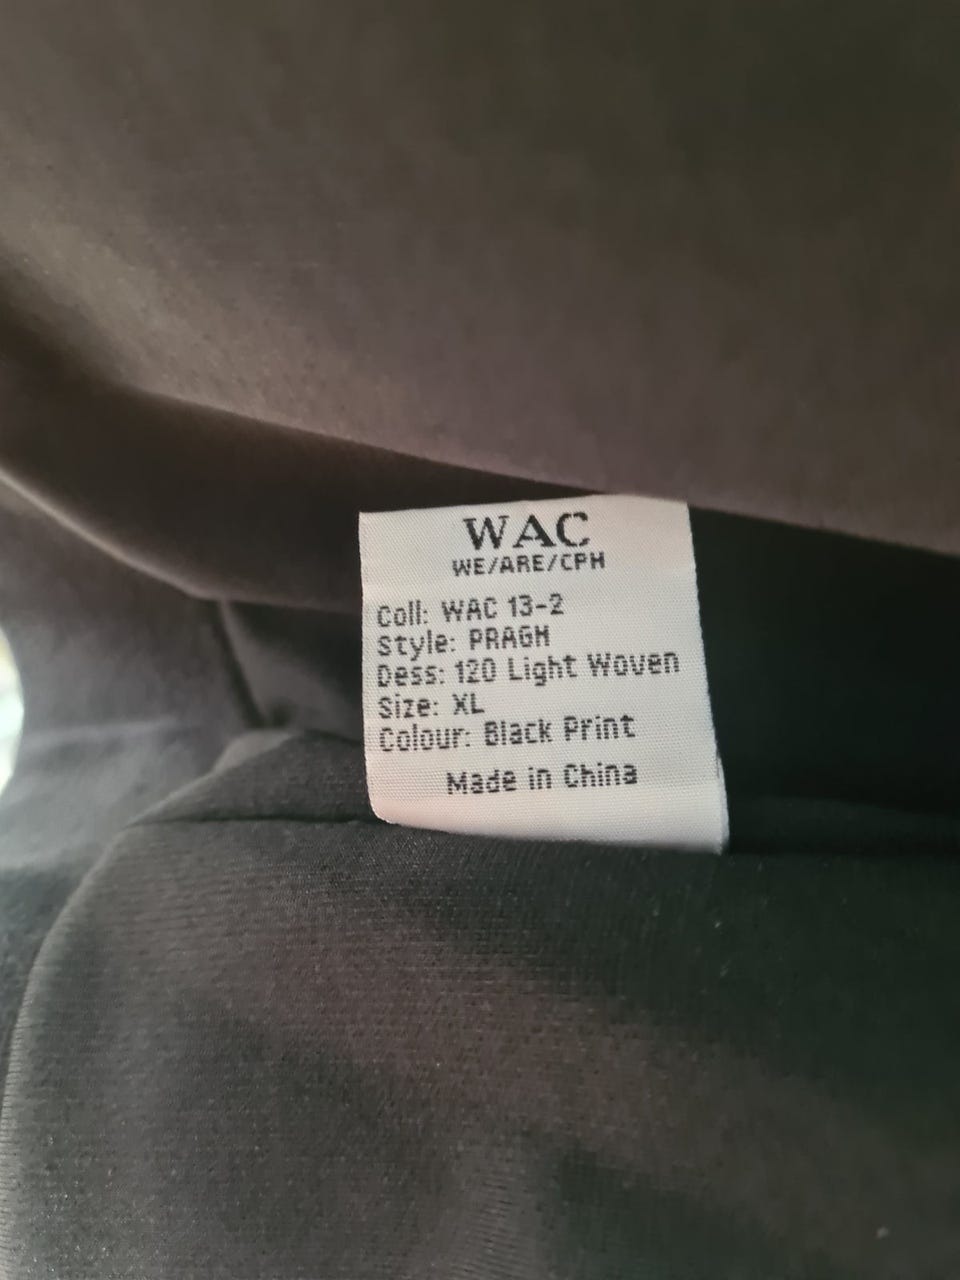 WAC
WE/ARE/CPH
Coll: WAC 13-2
Style: PRAGH
Dess: 120 Light Woven
Size: XL
Colour: Black Print
Made in China